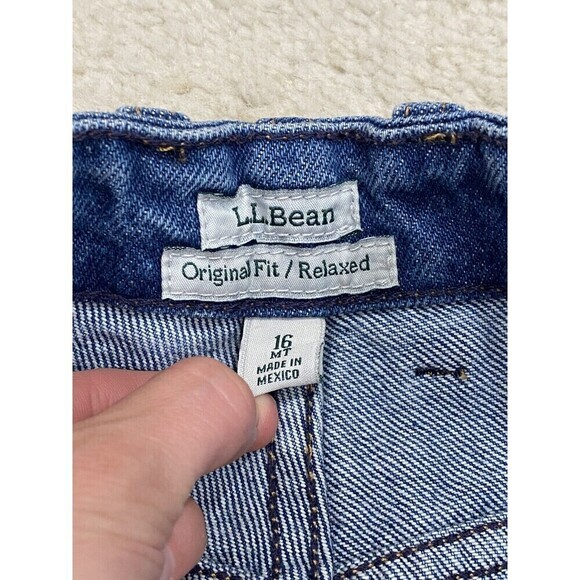 L.L.Bean
Original Fit / Relaxed
16
MT
MADE IN
MEXICO